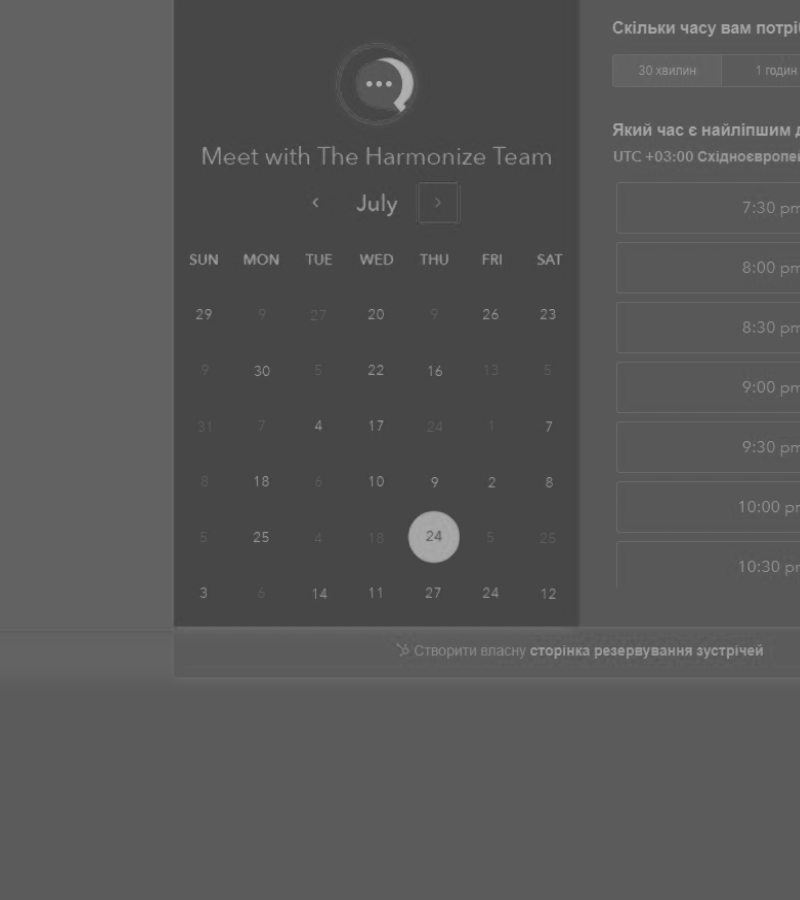 Скільки часу вам потрі
30 хвилин 1 годин
Meet with The Harmonize Team
‹ July ›
SUN MON TUE WED THU FRI SAT
29 9 27 20 9 26 23
9 30 5 22 16 13 5
31 7 4 17 24 1 7
8 18 6 10 9 2 8
5 25 4 18 24 5 25
3 6 14 11 27 24 12
Який час є найліпшим
UTC +03:00 Східноєвропе
7:30 pm
8:00 pm
8:30 pm
9:00 pm
9:30 pm
10:00 pm
10:30 pm
Створити власну сторінка резервування зустрічей